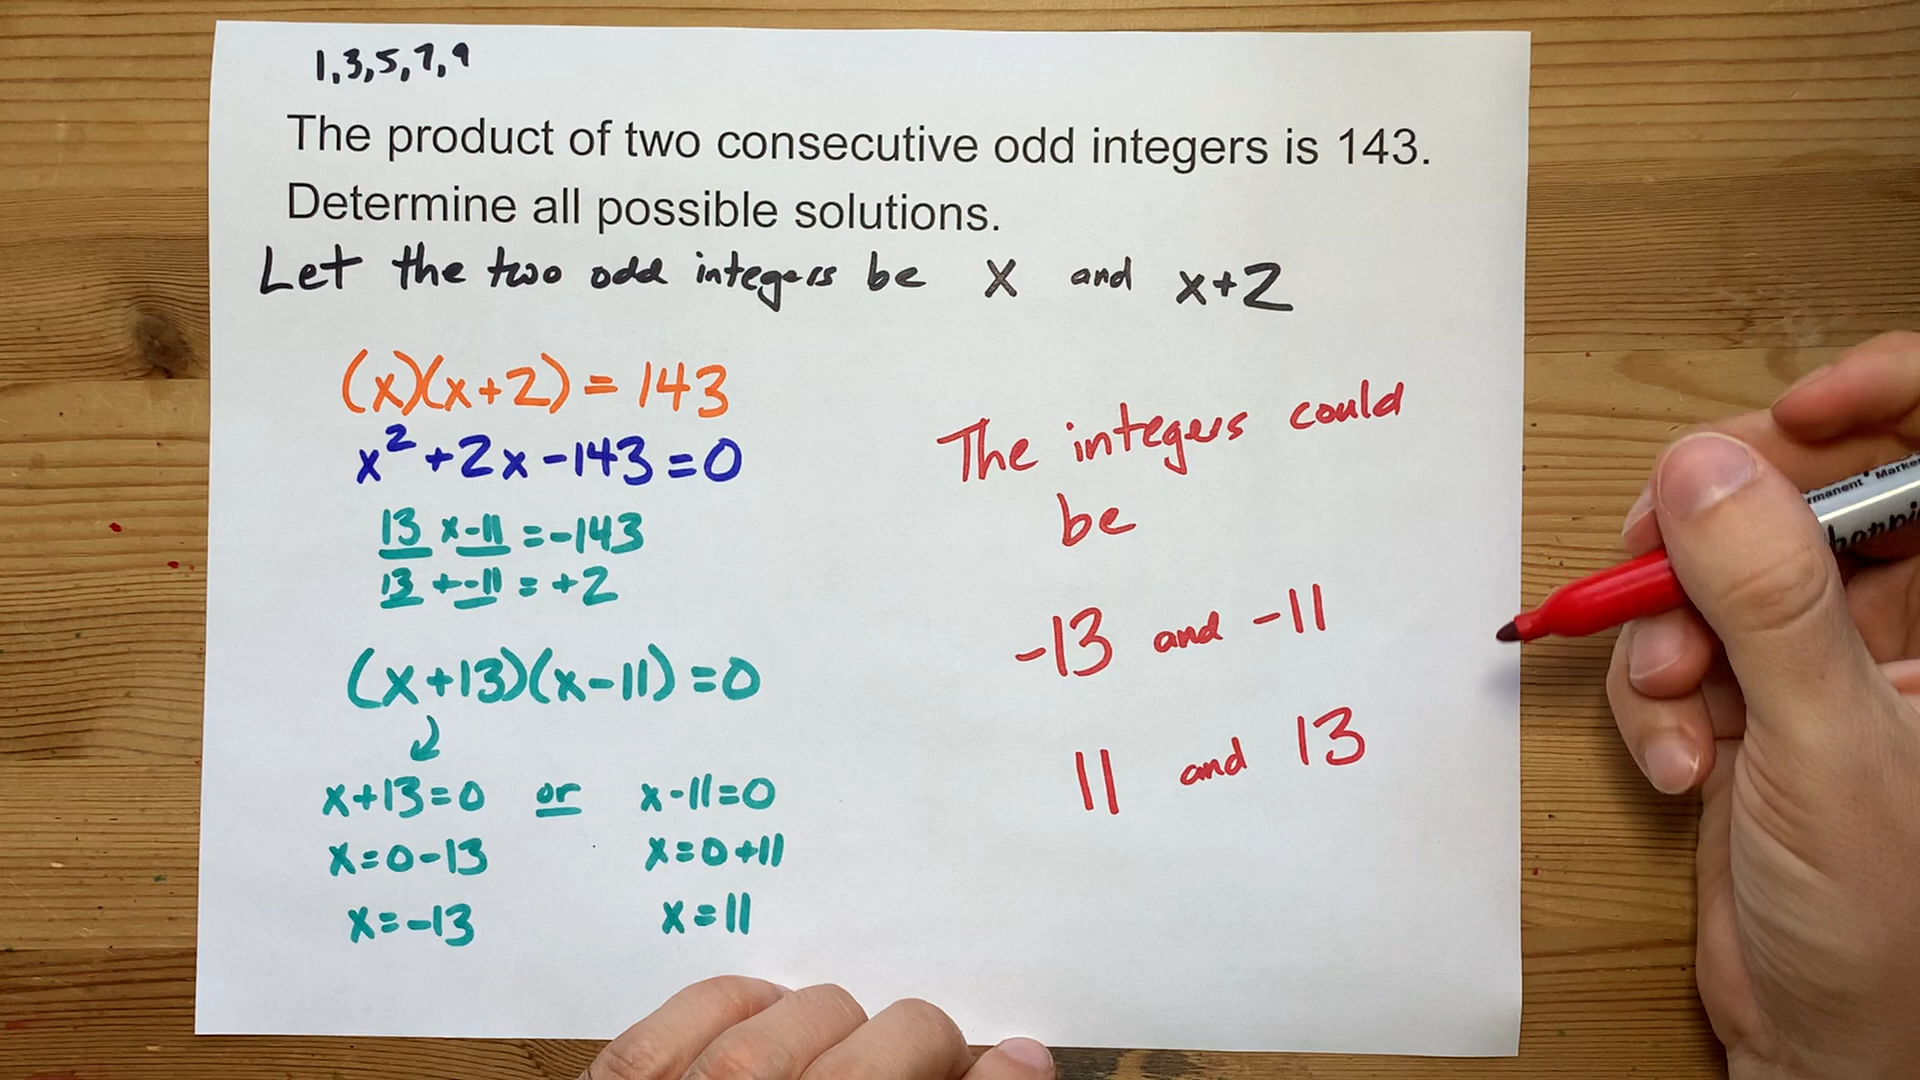 1,3,5,7,9
The product of two consecutive odd integers is 143.
Determine all possible solutions.
Let the two odd integers be x and x+2
(x)(x+2) = 143
x²+2x-143=0
13 x -11 = -143
13 + -11 = +2
(x+13)(x-11)=0
x+13=0 or x-11=0
x=0-13 x=0+11
x=-13 x=11
The integers could
be
-13 and -11
11 and 13
Marke